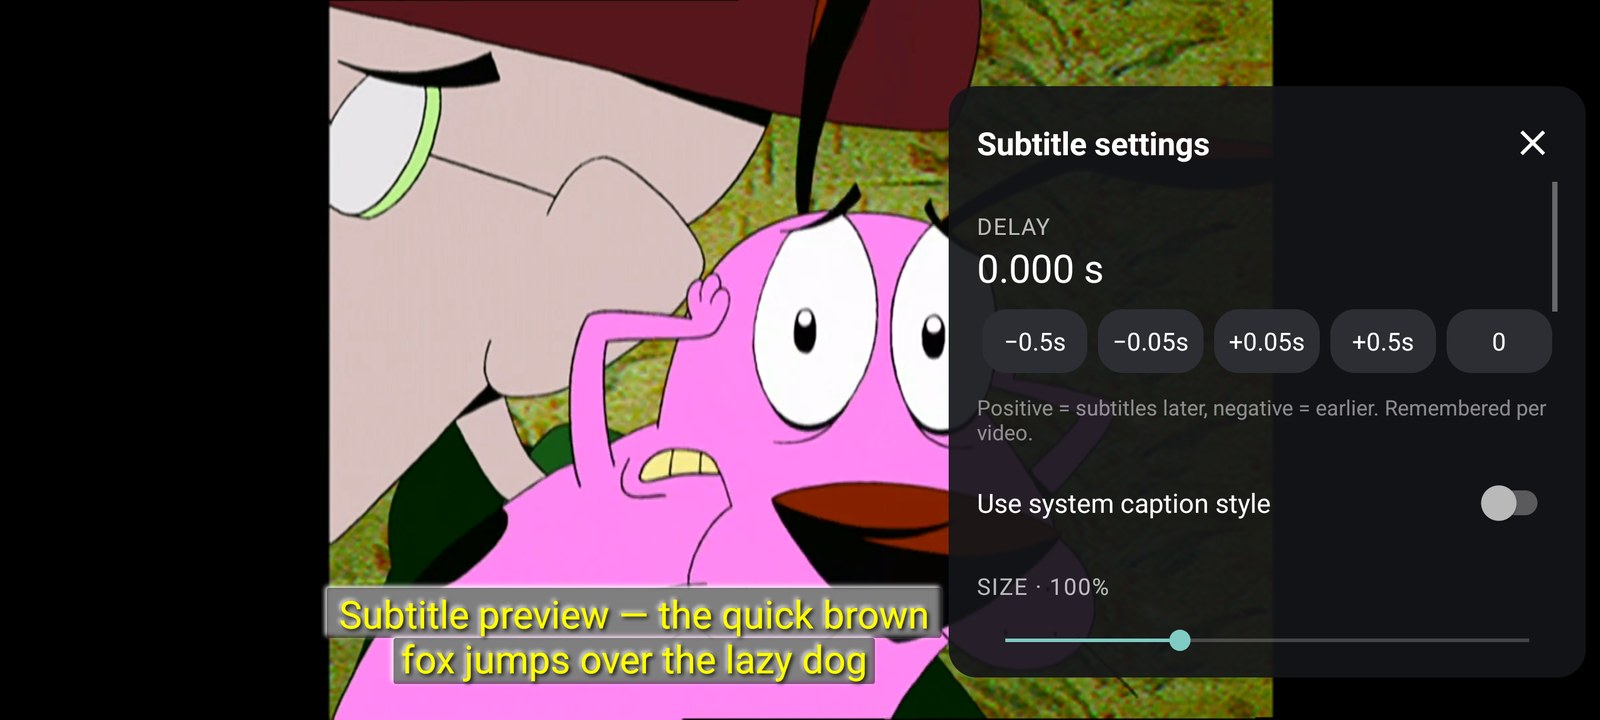 Subtitle settings
DELAY
0.000 s
−0.5s
−0.05s
+0.05s
+0.5s
0
Positive = subtitles later, negative = earlier. Remembered per
video.
Use system caption style
SIZE · 100%
Subtitle preview — the quick brown
fox jumps over the lazy dog